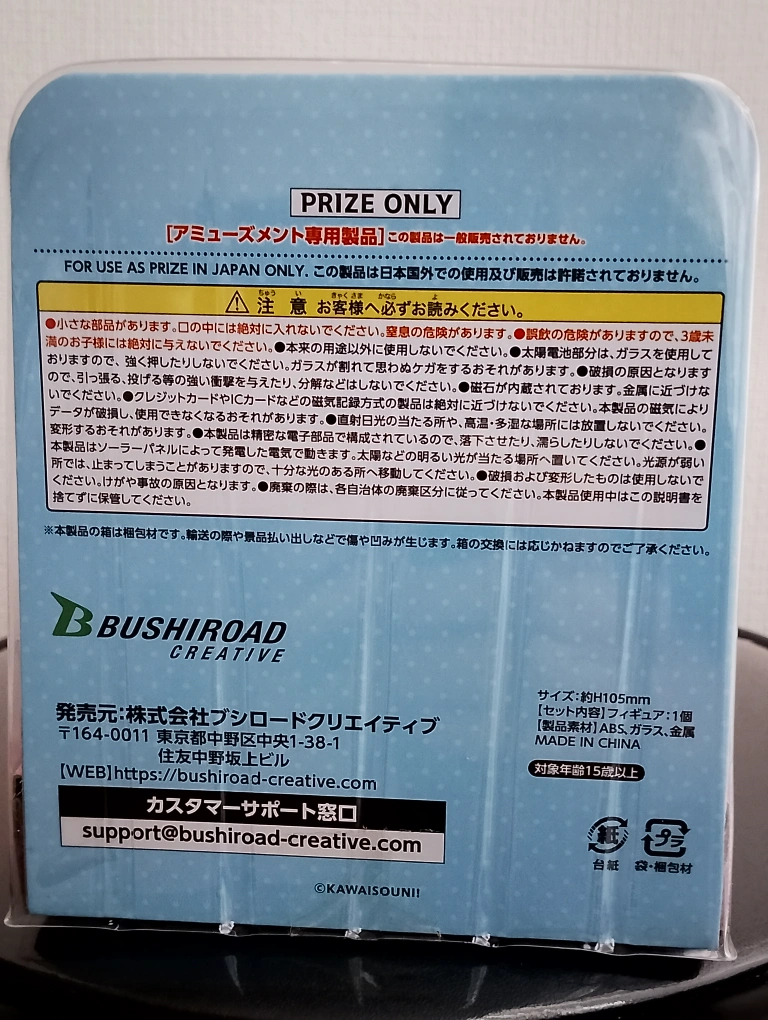 PRIZE ONLY
[アミューズメント専用製品]この製品は一般販売されておりません。
FOR USE AS PRIZE IN JAPAN ONLY. この製品は日本国外での使用及び販売は許諾されておりません。
ちゅう い きゃくさま かなら よ
⚠注 意 お客様へ必ずお読みください。
●小さな部品があります。口の中には絶対に入れないでください。窒息の危険があります。●誤飲の危険がありますので、3歳未
満のお子様には絶対に与えないでください。●本来の用途以外に使用しないでください。●太陽電池部分は、ガラスを使用して
おりますので、強く押したりしないでください。ガラスが割れて思わぬケガをするおそれがあります。●破損の原因となります
ので、引っ張る、投げる等の強い衝撃を与えたり、分解などはしないでください。●磁石が内蔵されております。金属に近づけな
いでください。●クレジットカードやICカードなどの磁気記録方式の製品は絶対に近づけないでください。本製品の磁気により
データが破損し、使用できなくなるおそれがあります。●直射日光の当たる所や、高温・多湿な場所には放置しないでください。
変形するおそれがあります。●本製品は精密な電子部品で構成されているので、落下させたり、濡らしたりしないでください。●
本製品はソーラーパネルによって発電した電気で動きます。太陽などの明るい光が当たる場所へ置いてください。光源が弱い
所では、止まってしまうことがありますので、十分な光のある所へ移動してください。●破損および変形したものは使用しないで
ください。けがや事故の原因となります。●廃棄の際は、各自治体の廃棄区分に従ってください。本製品使用中はこの説明書を
捨てずに保管してください。
※本製品の箱は梱包材です。輸送の際や景品払い出しなどで傷や凹みが生じます。箱の交換には応じかねますのでご了承ください。
BUSHIROAD
CREATIVE
発売元:株式会社ブシロードクリエイティブ
〒164-0011 東京都中野区中央1-38-1
住友中野坂上ビル
【WEB】https://bushiroad-creative.com
カスタマーサポート窓口
support@bushiroad-creative.com
サイズ:約H105mm
【セット内容】フィギュア:1個
【製品素材】ABS、ガラス、金属
MADE IN CHINA
対象年齢15歳以上
紙 プラ
台紙 袋・梱包材
©KAWAISOUNI!